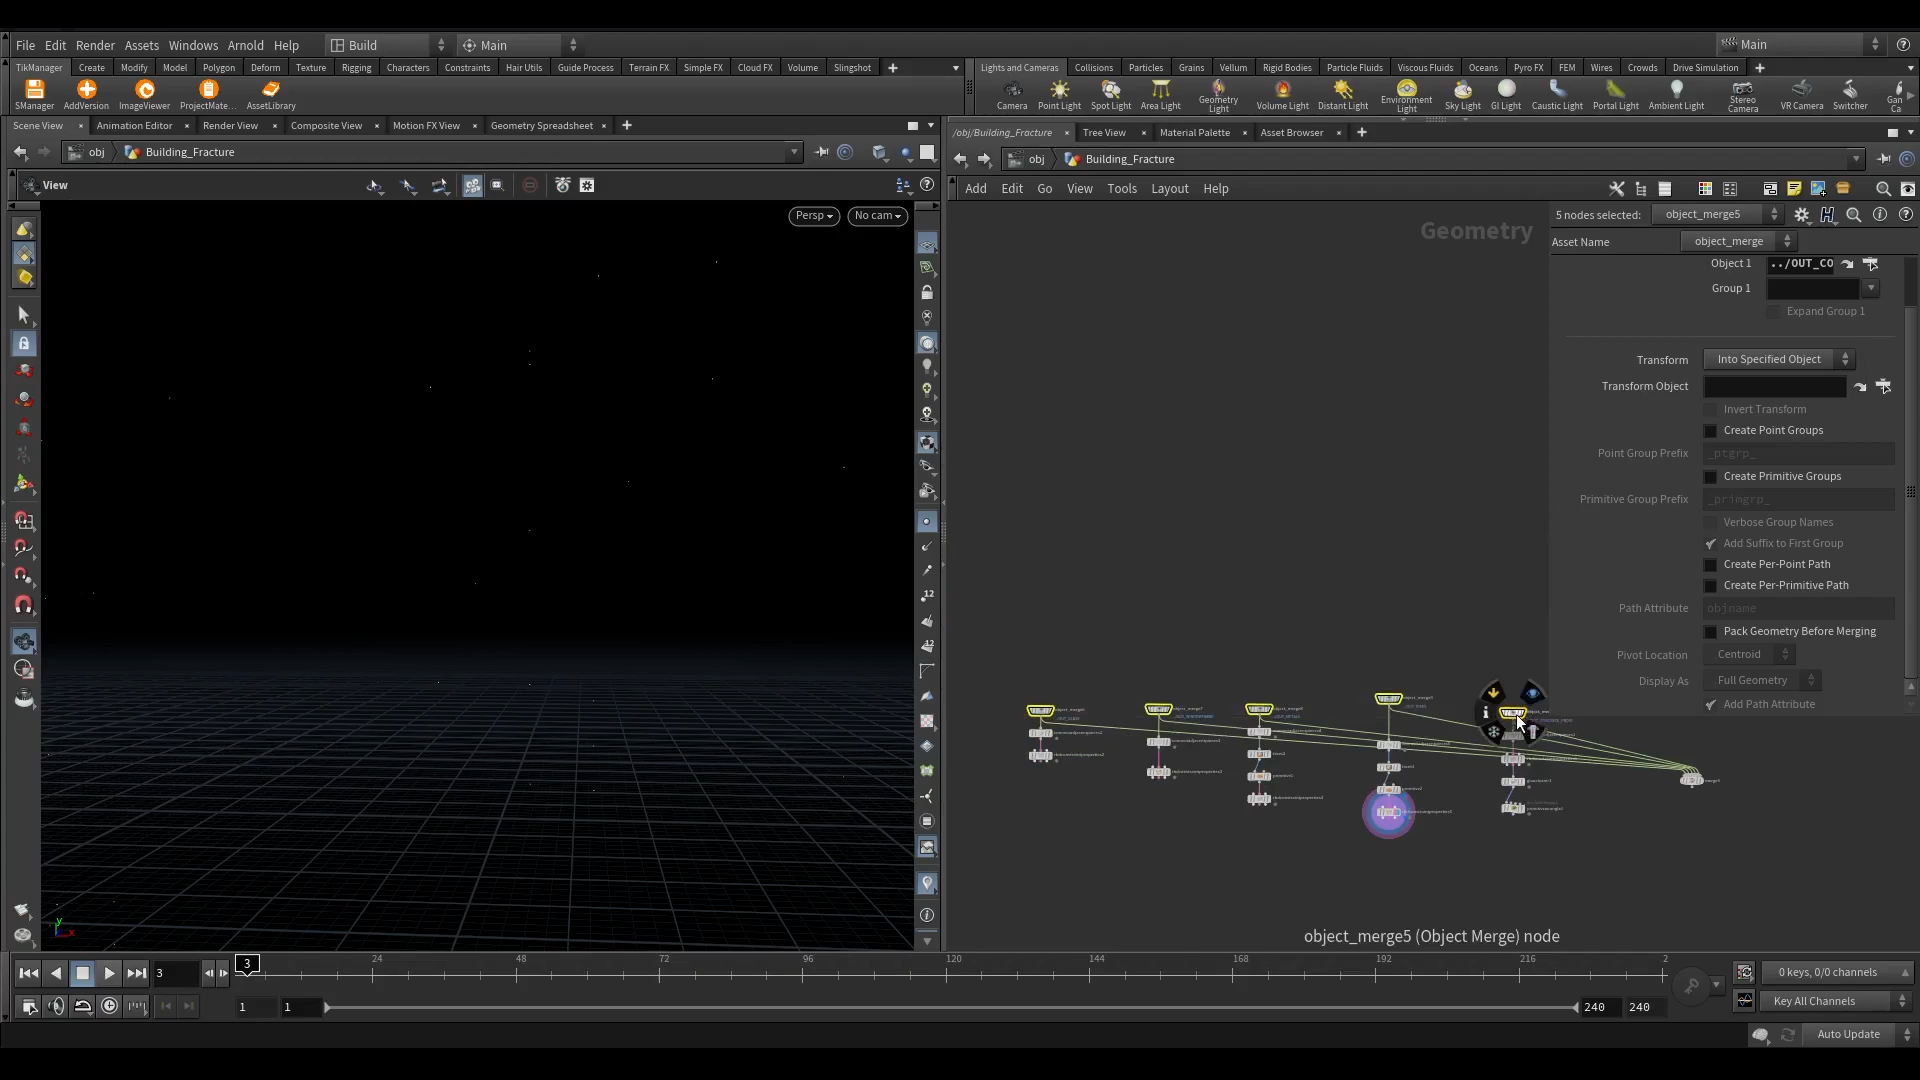 File Edit Render Assets Windows Arnold Help Build Main Main
TikManager Create Modify Model Polygon Deform Texture Rigging Characters Constraints Hair Utils Guide Process Terrain FX Simple FX Cloud FX Volume Slingshot
Lights and Cameras Collisions Particles Grains Vellum Rigid Bodies Particle Fluids Viscous Fluids Oceans Pyro FX FEM Wires Crowds Drive Simulation
SManager AddVersion ImageViewer ProjectMate... AssetLibrary
Camera Point Light Spot Light Area Light Geometry Light Volume Light Distant Light Environment Light Sky Light GI Light Caustic Light Portal Light Ambient Light Stereo Camera VR Camera Switcher Gan Ca
Scene View Animation Editor Render View Composite View Motion FX View Geometry Spreadsheet
/obj/Building_Fracture Tree View Material Palette Asset Browser
obj Building_Fracture
obj Building_Fracture
View
Persp No cam
Add Edit Go View Tools Layout Help
Geometry
5 nodes selected: object_merge5
Asset Name object_merge
Object 1 ../OUT_CO
Group 1
Expand Group 1
Transform Into Specified Object
Transform Object
Invert Transform
Create Point Groups
Point Group Prefix _ptgrp_
Create Primitive Groups
Primitive Group Prefix _primgrp_
Verbose Group Names
Add Suffix to First Group
Create Per-Point Path
Create Per-Primitive Path
Path Attribute objname
Pack Geometry Before Merging
Pivot Location Centroid
Display As Full Geometry
Add Path Attribute
12
12
y
x
object_merge5 (Object Merge) node
3 3 24 48 72 96 120 144 168 192 216 2
0 keys, 0/0 channels
1 1 240 240
Key All Channels
Auto Update